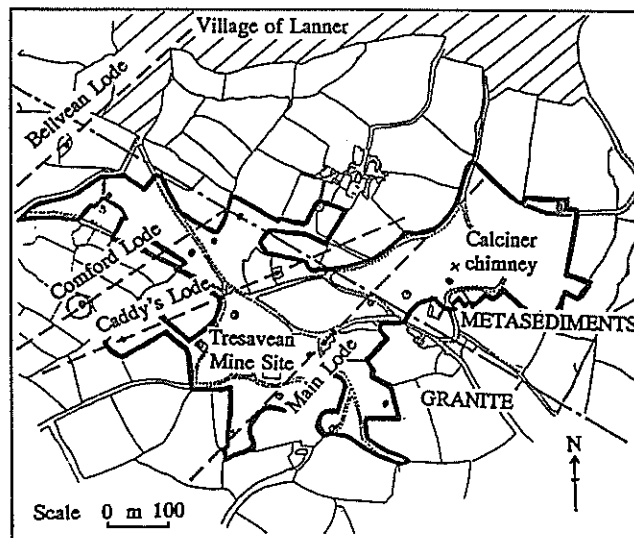 Village of Lanner
Bellvean Lode
Comford Lode
Caddy's Lode
Calciner
chimney
METASEDIMENTS
Tresavean
Mine Site
Main Lode
GRANITE
N
Scale 0 m 100